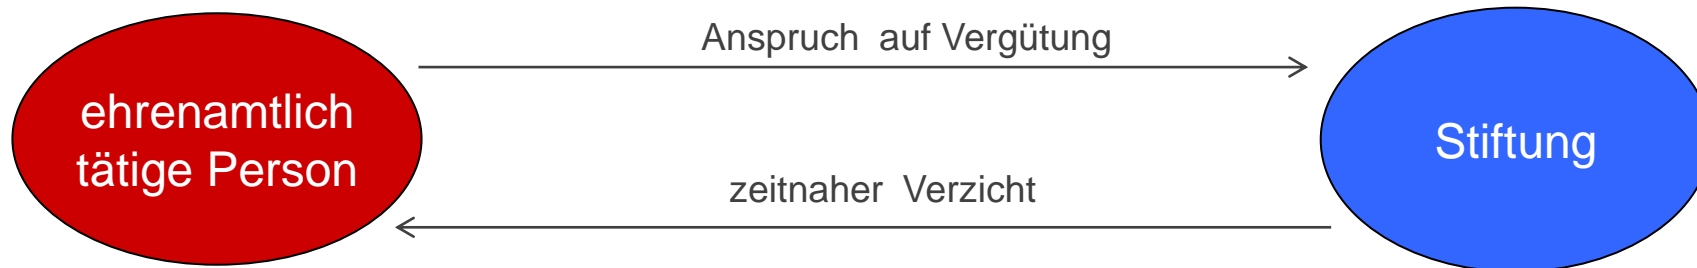 Anspruch auf Vergütung
ehrenamtlich
tätige Person
Stiftung
zeitnaher Verzicht